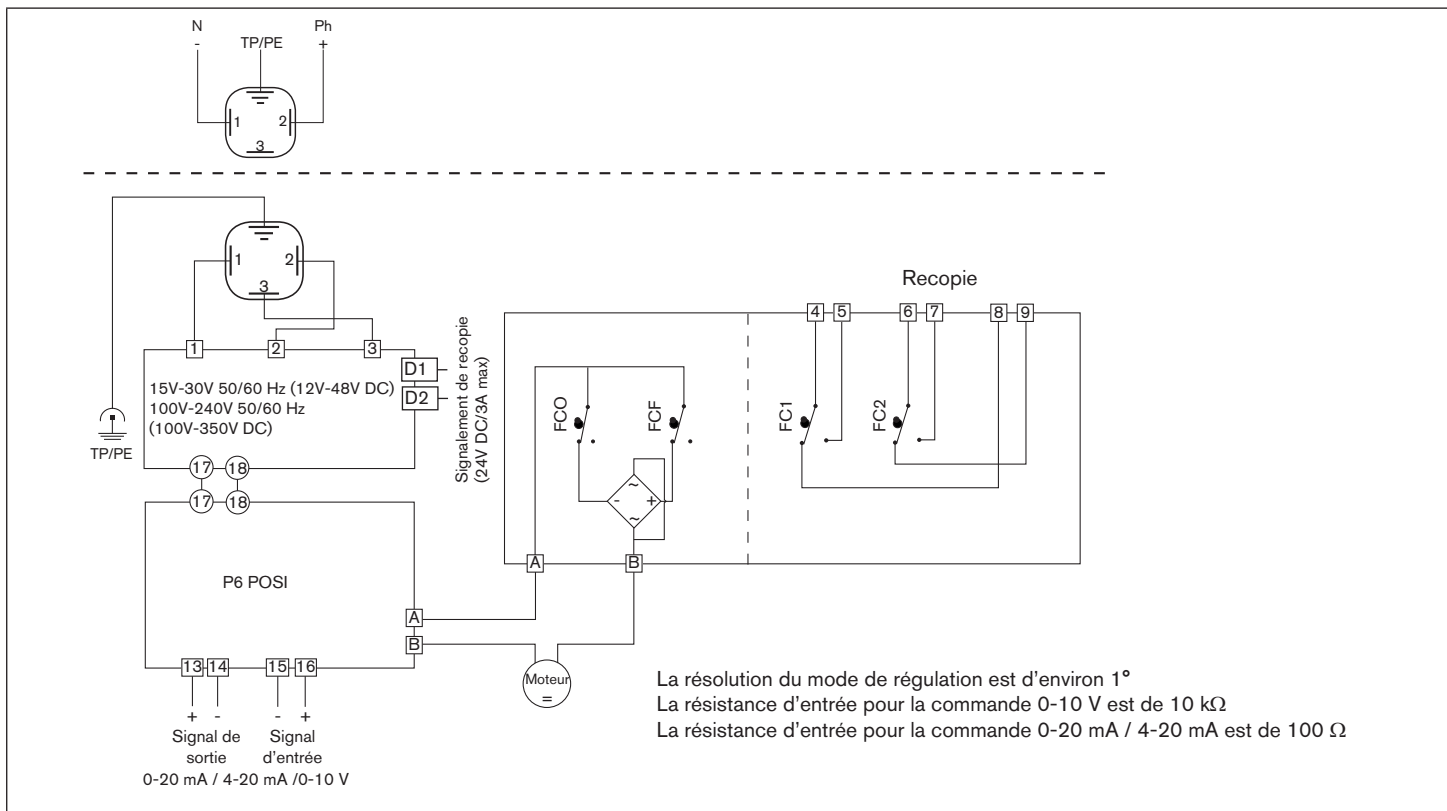 N
Ph
-
TP/PE
+
1
2
3
1
2
3
1
2
3
15V-30V 50/60 Hz (12V-48V DC)
100V-240V 50/60 Hz
(100V-350V DC)
D1
D2
TP/PE
Signalement de recopie
(24V DC/3A max)
17
18
17
18
P6 POSI
A
B
13
14
15
16
+
-
-
+
Signal de
sortie
Signal
d'entrée
0-20 mA / 4-20 mA /0-10 V
FCO
FCF
~
-
+
~
A
B
Moteur
=
Recopie
4
5
6
7
8
9
FC1
FC2
La résolution du mode de régulation est d'environ 1°
La résistance d'entrée pour la commande 0-10 V est de 10 kΩ
La résistance d'entrée pour la commande 0-20 mA / 4-20 mA est de 100 Ω